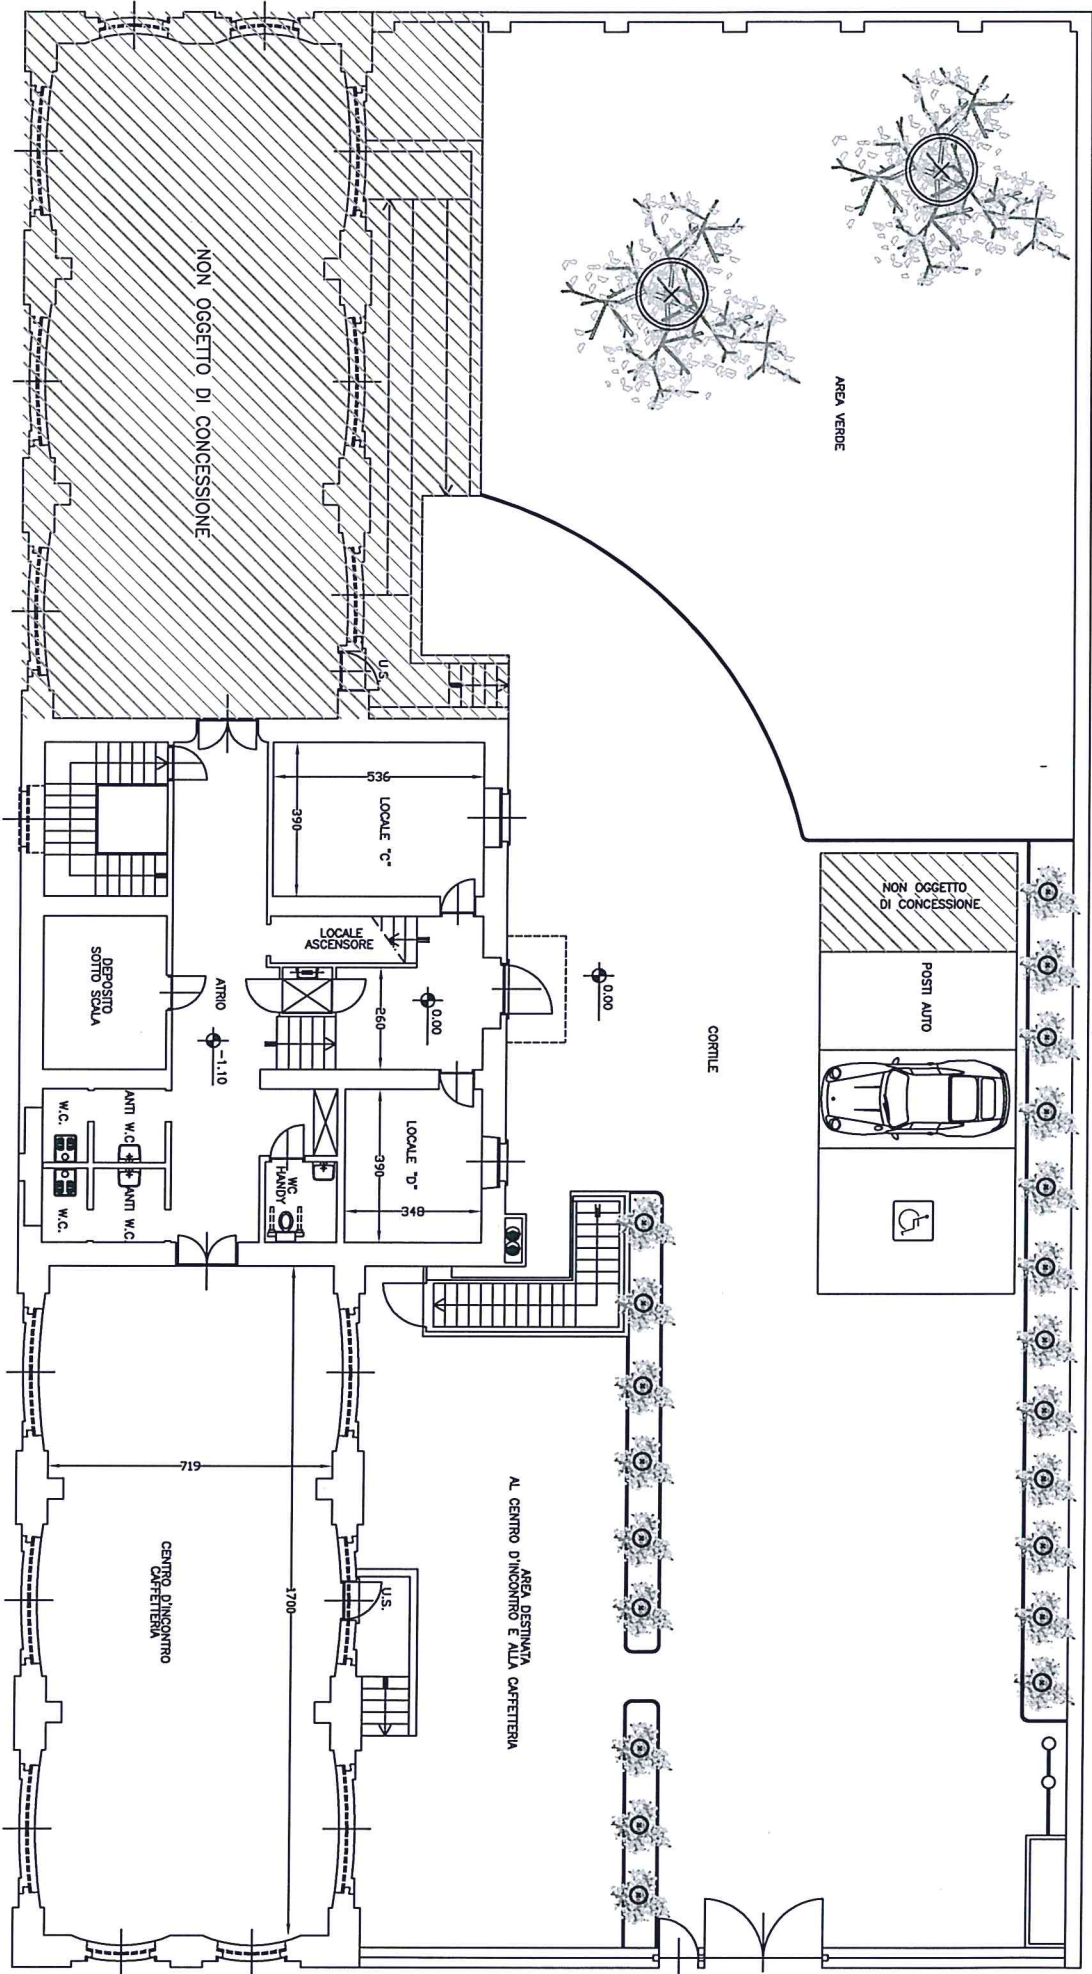 NON OGGETTO DI CONCESSIONE
AREA VERDE
U.S.
536
390
LOCALE "C"
NON OGGETTO
DI CONCESSIONE
POSTI AUTO
LOCALE
ASCENSORE
DEPOSITO
SOTTO SCALA
ATRIO
-1.10
260
0.00
0.00
CORTILE
W.C.
ANTI W.C
W.C.
ANTI W.C
WC
HANDY
LOCALE "D"
390
348
719
1700
CENTRO D'INCONTRO
CAFFETTERIA
U.S.
AREA DESTINATA
AL CENTRO D'INCONTRO E ALLA CAFFETTERIA